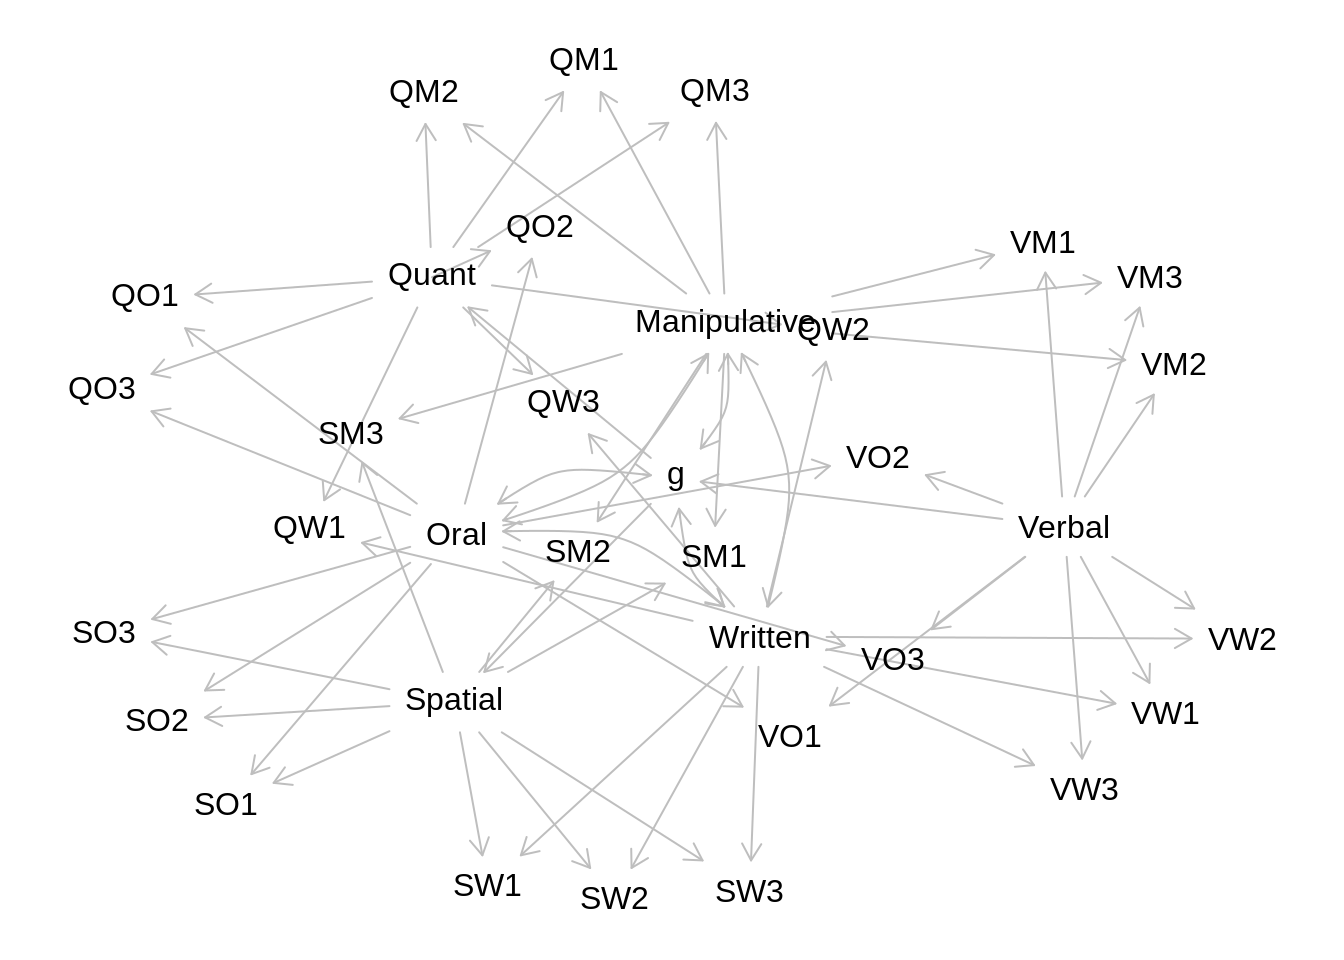 QM1
QM2
QM3
QO2
VM1
Quant
VM3
QO1
Manipulative
QW2
VM2
QO3
QW3
SM3
VO2
g
QW1
Oral
Verbal
SM2
SM1
SO3
Written
VW2
VO3
Spatial
VW1
SO2
VO1
VW3
SO1
SW1
SW3
SW2